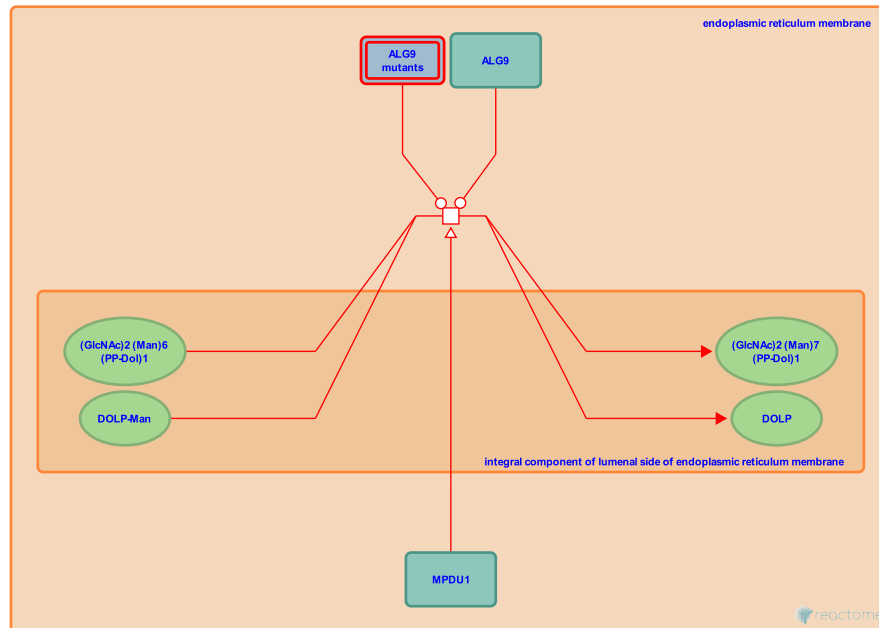 endoplasmic reticulum membrane
ALG9
mutants
ALG9
(GlcNAc)2 (Man)6
(PP-Dol)1
(GlcNAc)2 (Man)7
(PP-Dol)1
DOLP-Man
DOLP
integral component of lumenal side of endoplasmic reticulum membrane
MPDU1
reactome